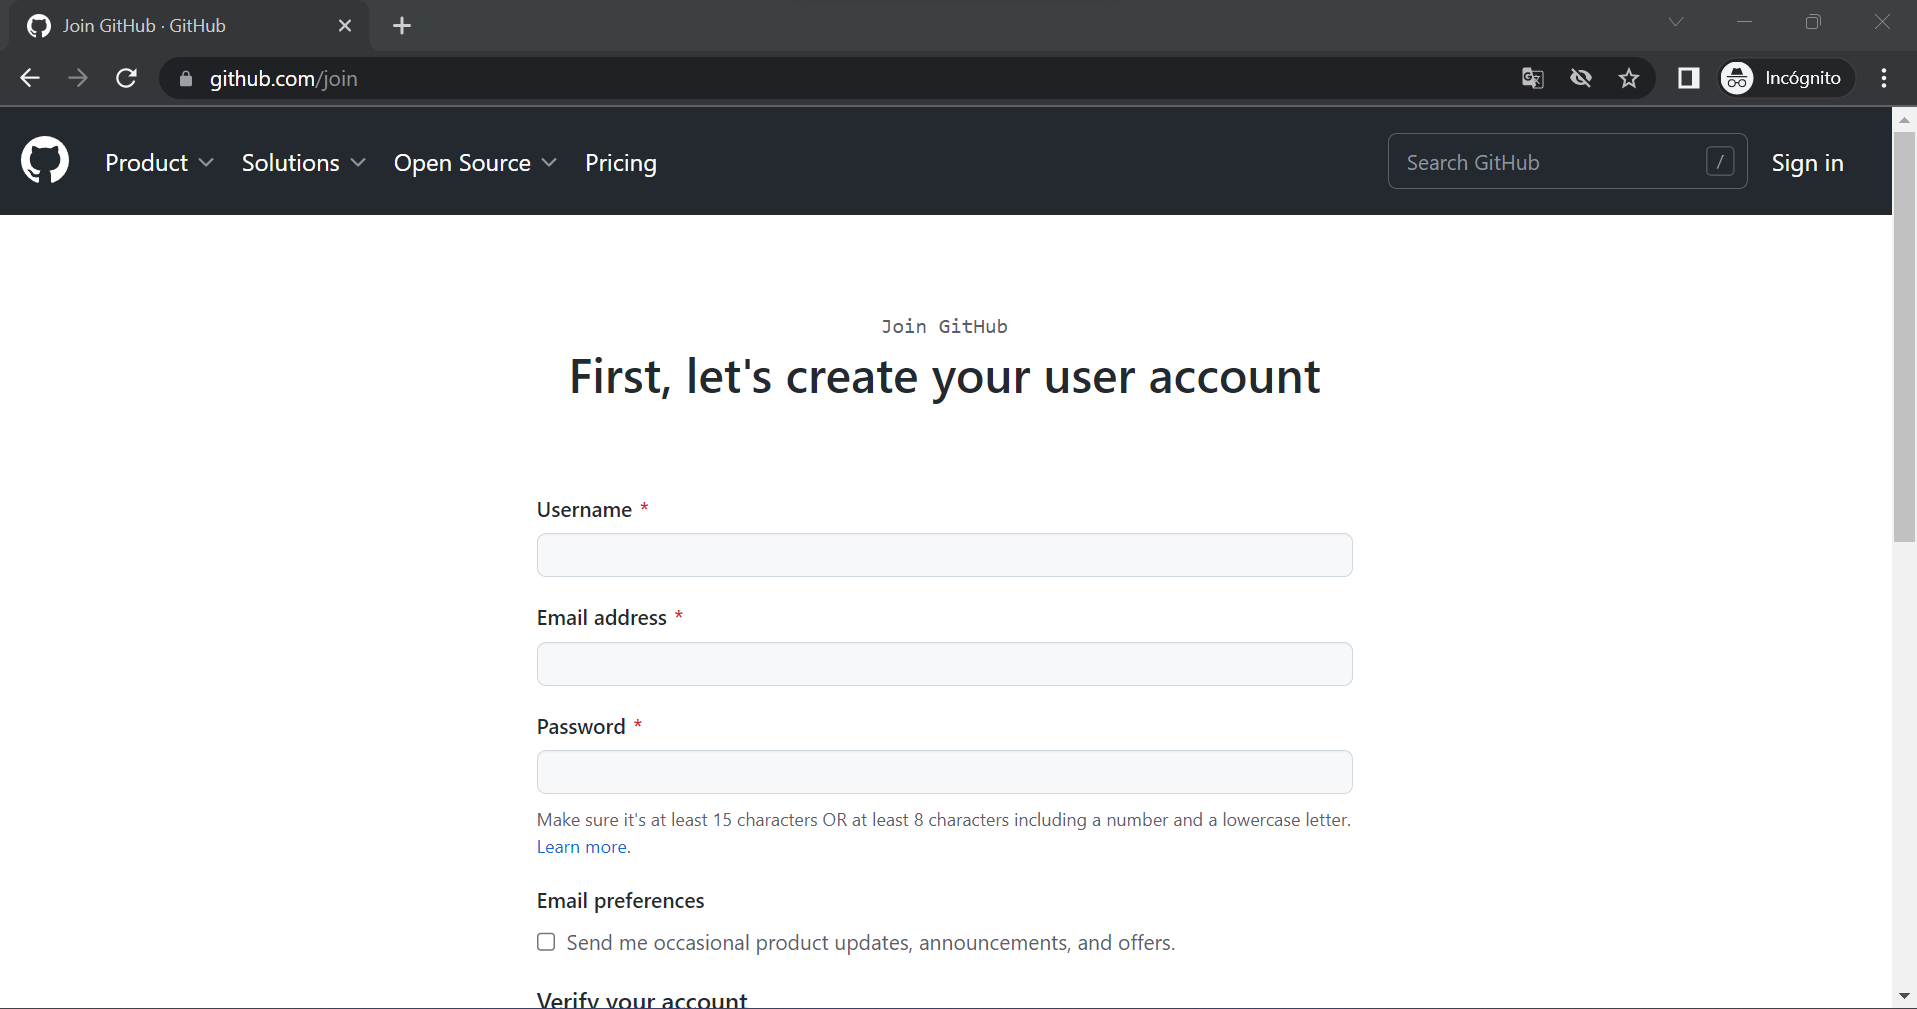 Join GitHub · GitHub
github.com/join
Incógnito
Product
Solutions
Open Source
Pricing
Search GitHub
/
Sign in
Join GitHub
First, let's create your user account
Username *
Email address *
Password *
Make sure it's at least 15 characters OR at least 8 characters including a number and a lowercase letter.
Learn more.
Email preferences
Send me occasional product updates, announcements, and offers.
Verify your account